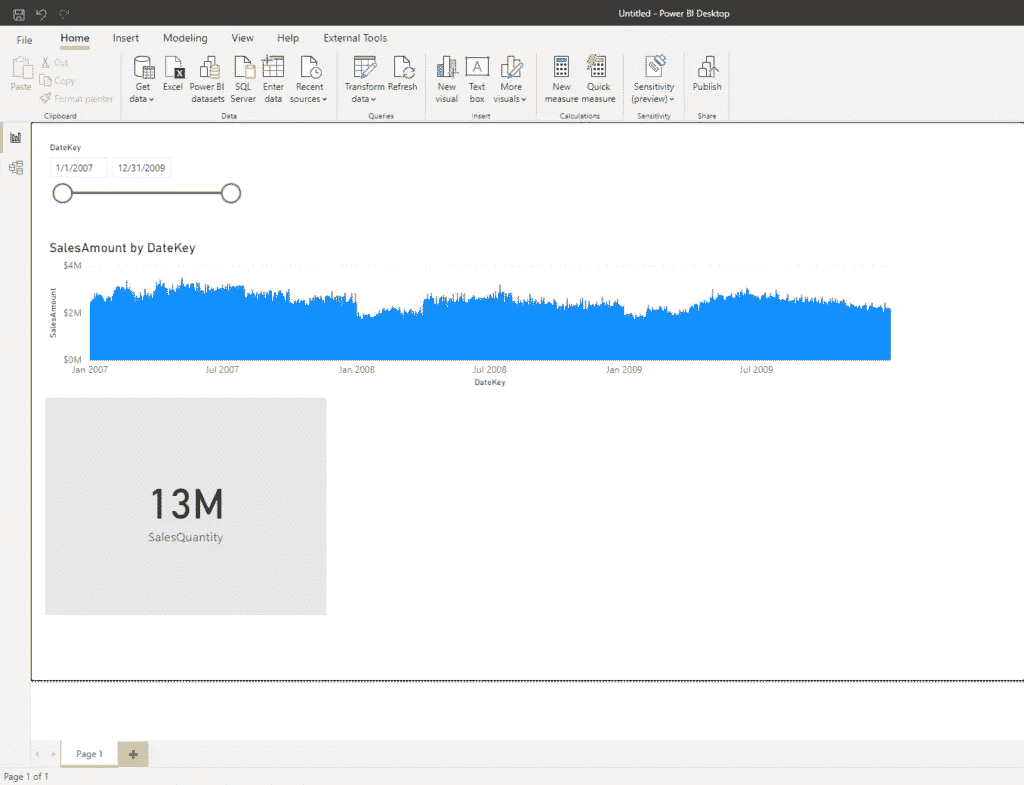 Untitled - Power BI Desktop
File Home Insert Modeling View Help External Tools
Paste
Cut
Copy
Format painter
Clipboard
Get data
Excel
Power BI datasets
SQL Server
Enter data
Recent sources
Data
Transform data
Refresh
Queries
New visual
Text box
More visuals
Insert
New measure
Quick measure
Calculations
Sensitivity (preview)
Sensitivity
Publish
Share
DateKey
1/1/2007 12/31/2009
SalesAmount by DateKey
$4M
$2M
$0M
SalesAmount
Jan 2007 Jul 2007 Jan 2008 Jul 2008 Jan 2009 Jul 2009
DateKey
13M
SalesQuantity
Page 1
Page 1 of 1